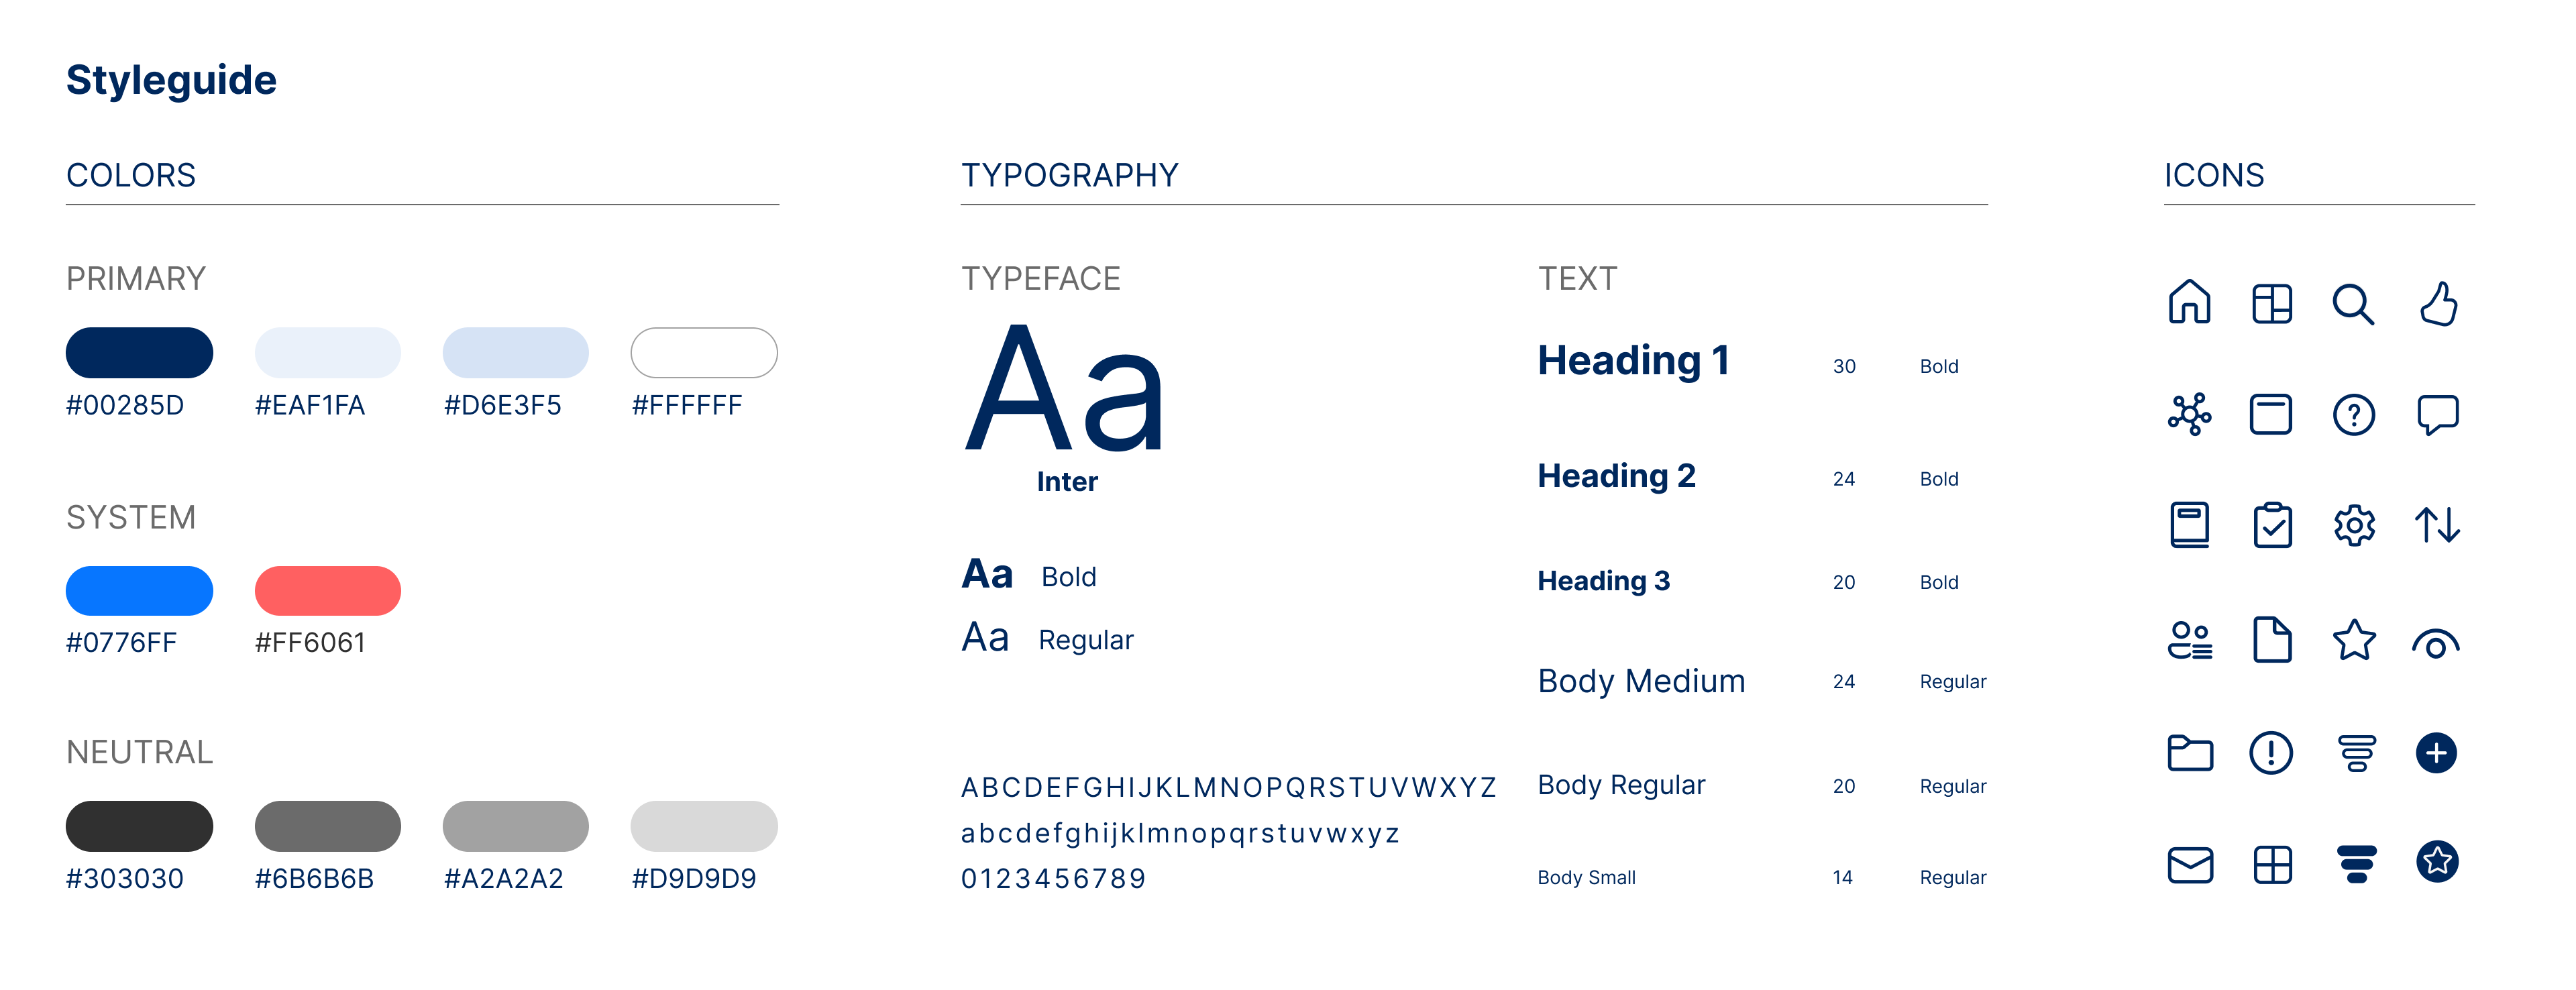 Styleguide
COLORS
PRIMARY
#00285D
#EAF1FA
#D6E3F5
#FFFFFF
SYSTEM
#0776FF
#FF6061
NEUTRAL
#303030
#6B6B6B
#A2A2A2
#D9D9D9
TYPOGRAPHY
TYPEFACE
Aa
Inter
Aa Bold
Aa Regular
ABCDEFGHIJKLMNOPQRSTUVWXYZ
abcdefghijklmnopqrstuvwxyz
0123456789
TEXT
Heading 1 30 Bold
Heading 2 24 Bold
Heading 3 20 Bold
Body Medium 24 Regular
Body Regular 20 Regular
Body Small 14 Regular
ICONS